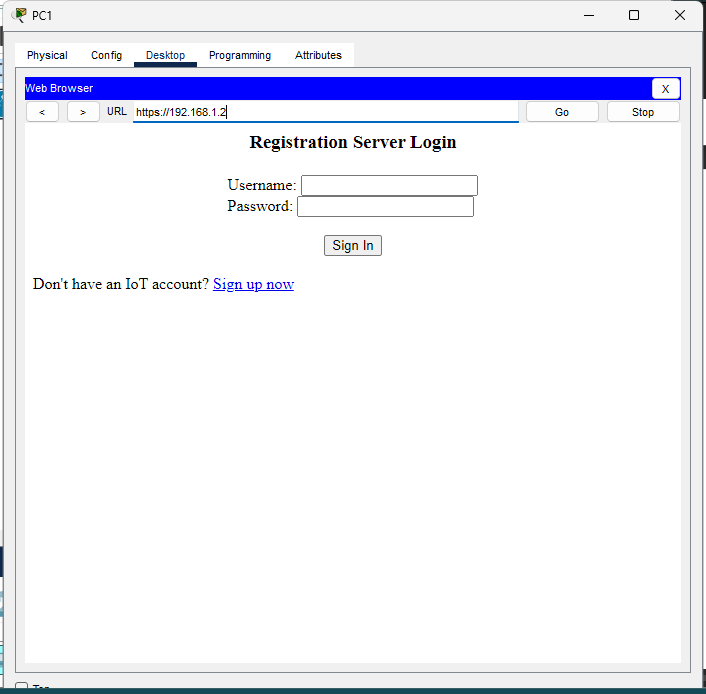 PC1
Physical Config Desktop Programming Attributes
Web Browser X
< > URL https://192.168.1.2 Go Stop
Registration Server Login
Username:
Password:
Sign In
Don't have an IoT account? Sign up now